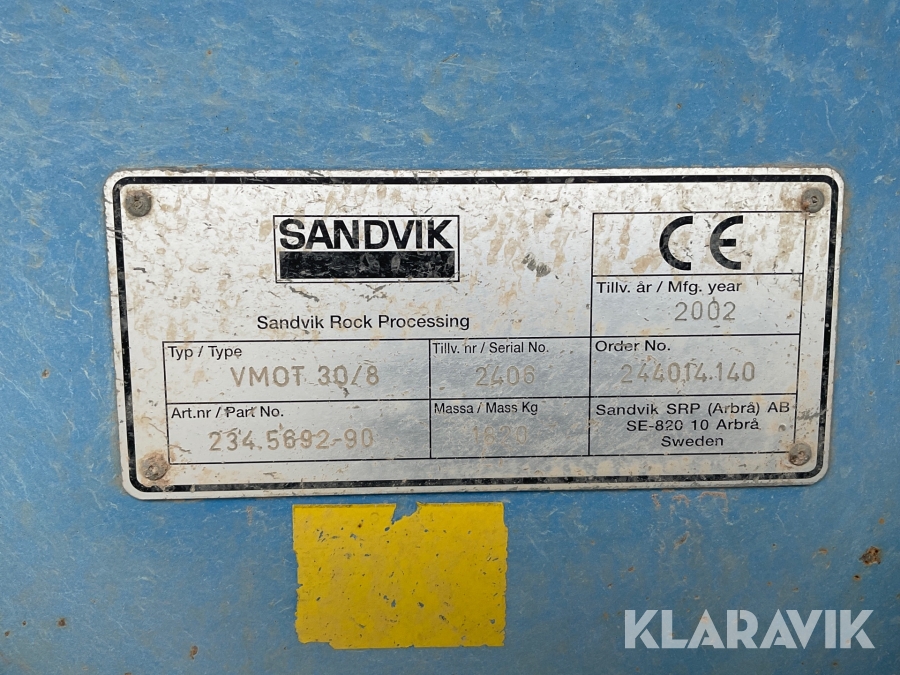 SANDVIK
Sandvik Rock Processing
CE
Tillv. år / Mfg. year
2002
Typ / Type
VMOT 30/8
Tillv. nr / Serial No.
2406
Order No.
244014.140
Art.nr / Part No.
234.5692-90
Massa / Mass Kg
Sandvik SRP (Arbrå) AB
SE-820 10 Arbrå
Sweden
KLARAVIK